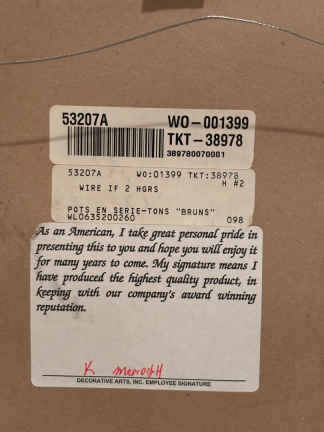 53207A WO-001399
TKT-38978
389780070001
53207A WO:01399 TKT:38978
H #2
WIRE IF 2 HGRS
POTS EN SERIE-TONS "BRUNS"
WL0635200260 098
As an American, I take great personal pride in
presenting this to you and hope you will enjoy it
for many years to come. My signature means I
have produced the highest quality product, in
keeping with our company's award winning
reputation.
K
DECORATIVE ARTS, INC. EMPLOYEE SIGNATURE